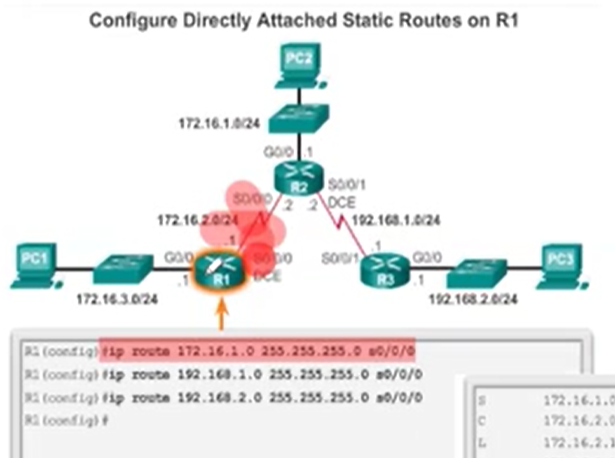 Configure Directly Attached Static Routes on R1
PC2
172.16.1.0/24
G0/0 .1
R2
S0/0/0
S0/0/1
DCE
.2 .2
172.16.2.0/24
192.168.1.0/24
.1
.1
PC1
G0/0
S0/0/0
DCE
.1
R1
S0/0/1
R3
G0/0
.1
PC3
172.16.3.0/24
192.168.2.0/24
R1(config)#ip route 172.16.1.0 255.255.255.0 s0/0/0
R1(config)#ip route 192.168.1.0 255.255.255.0 s0/0/0
R1(config)#ip route 192.168.2.0 255.255.255.0 s0/0/0
R1(config)#
S 172.16.1.0
C 172.16.2.0
L 172.16.2.1